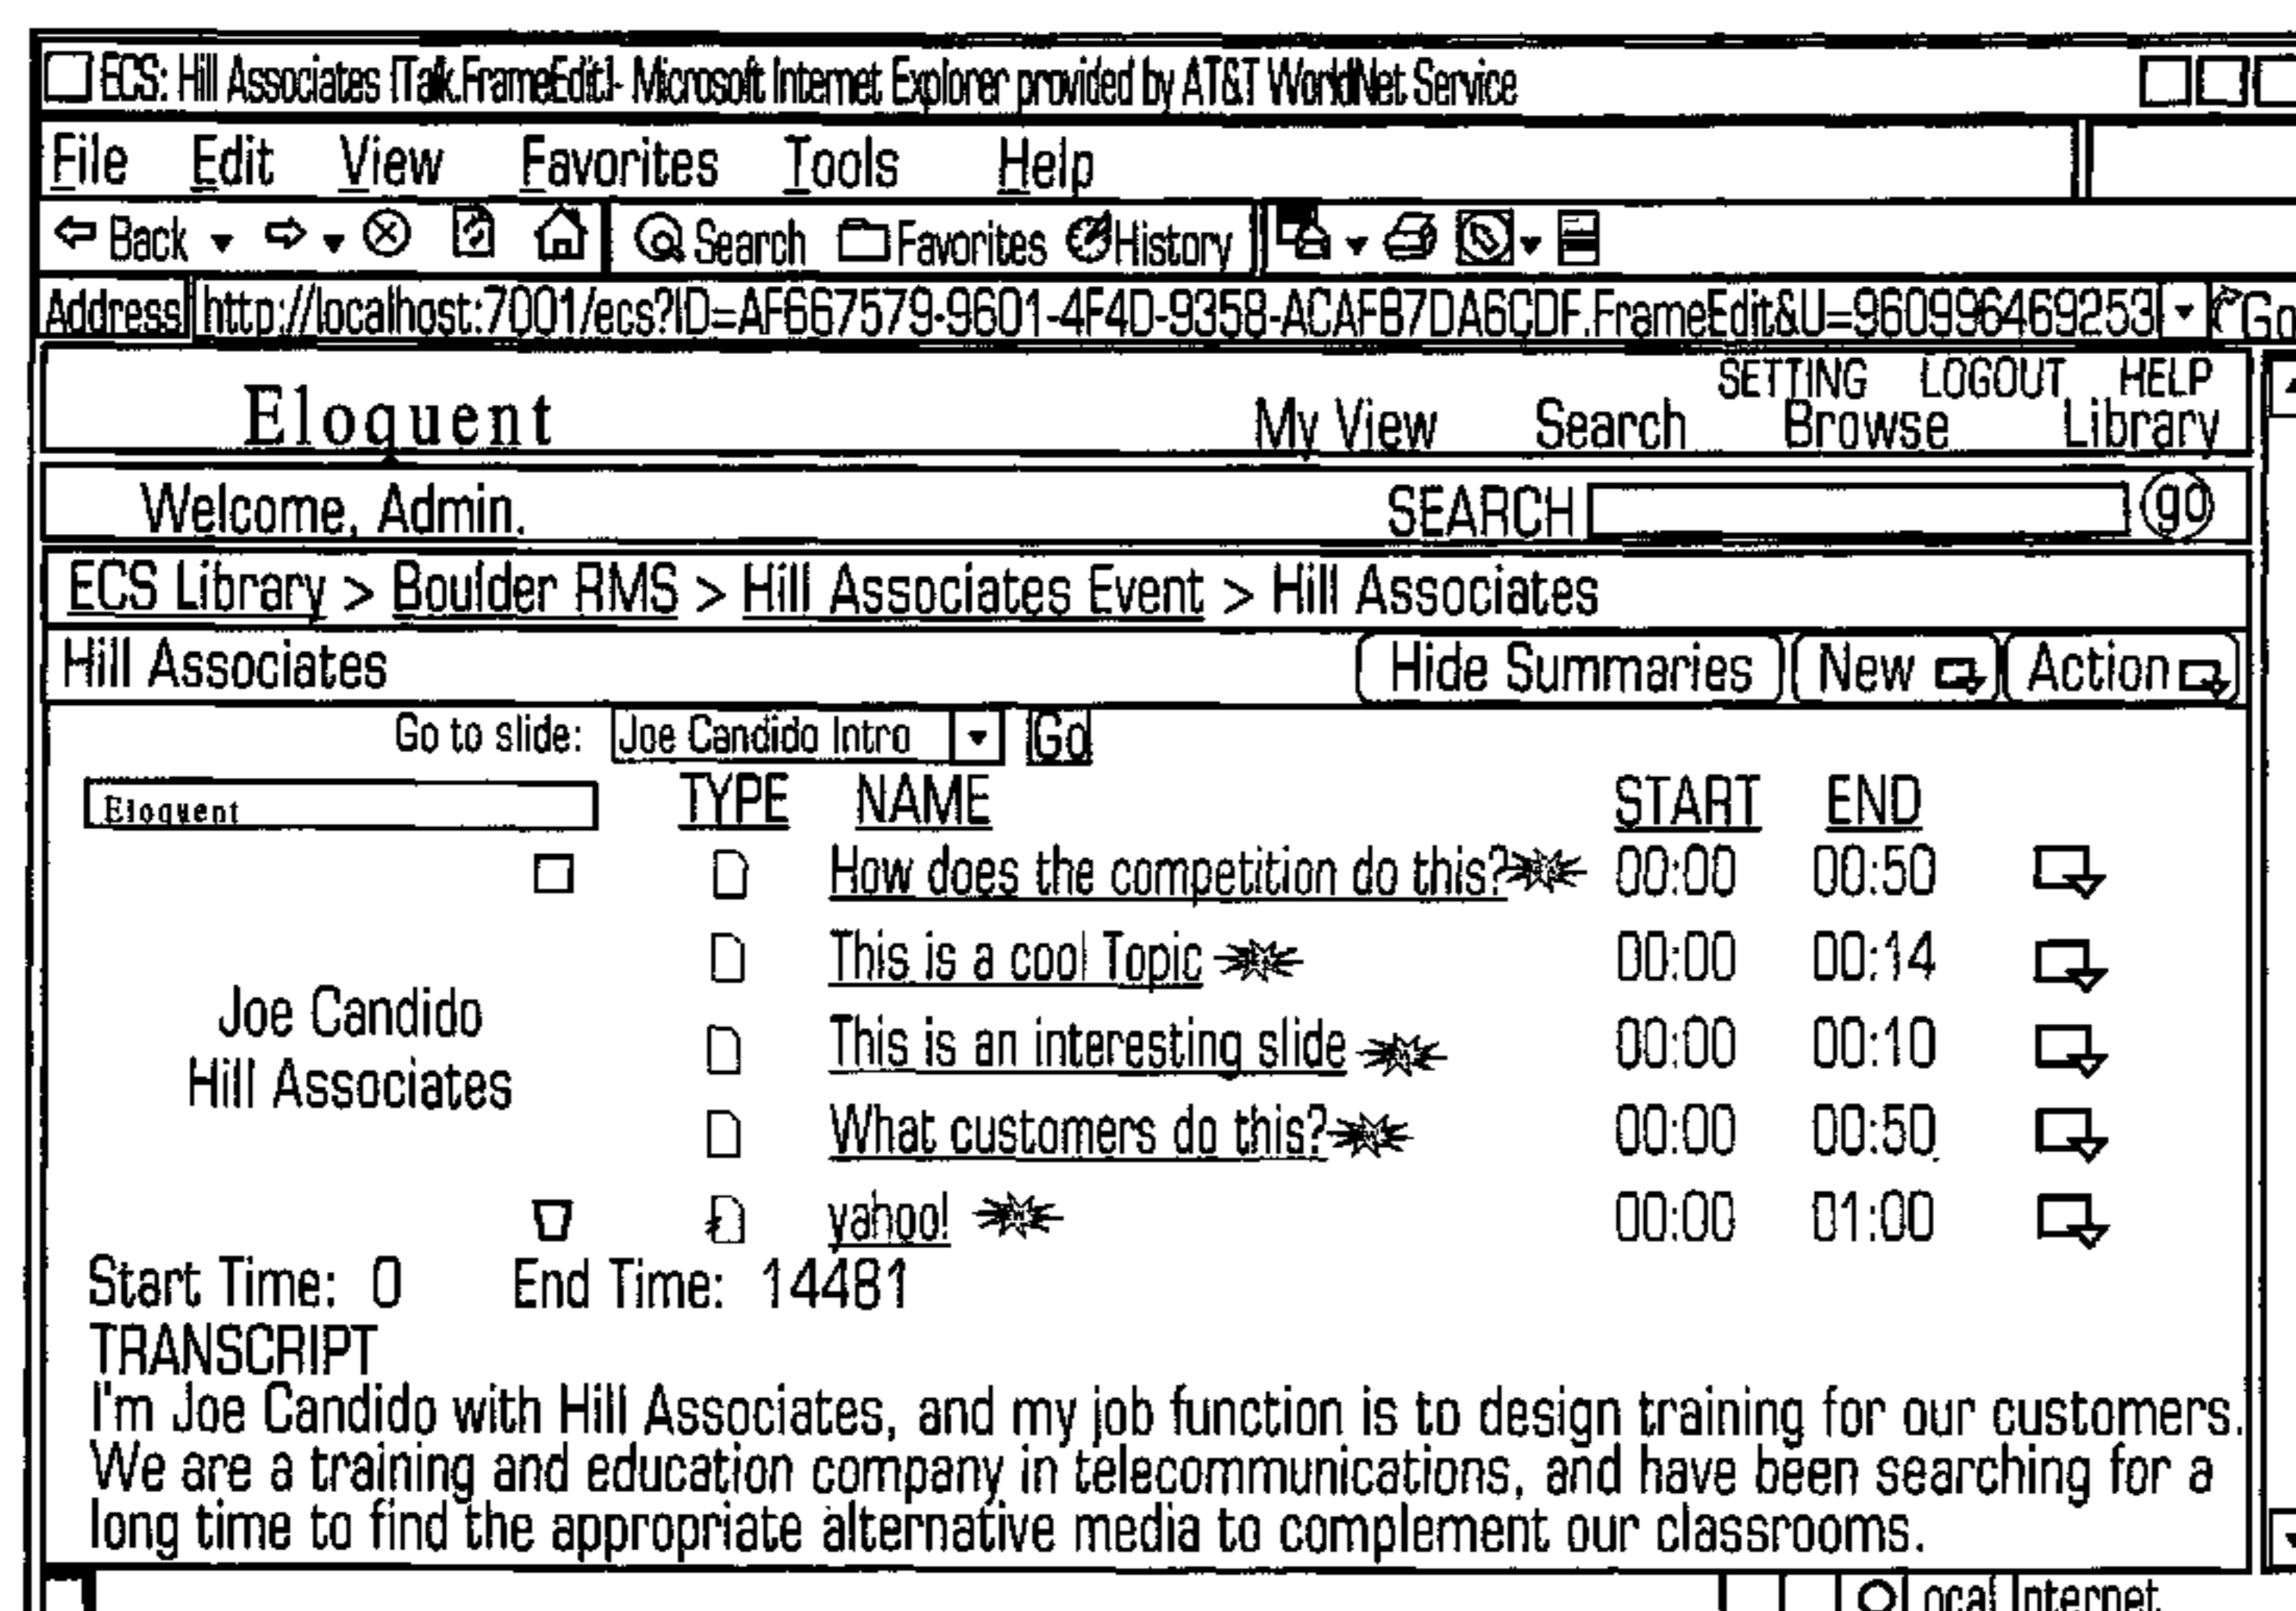 ECS: Hill Associates [Talk.FrameEdit]- Microsoft Internet Explorer provided by AT&T WorldNet Service
File Edit View Favorites Tools Help
Back Search Favorites History
Address http://localhost:7001/ecs?ID=AF667579-9601-4F4D-9358-ACAFB7DA6CDF.FrameEdit&U=960996469253 Go
SETTING LOGOUT HELP
Eloquent My View Search Browse Library
Welcome, Admin. SEARCH go
ECS Library > Boulder RMS > Hill Associates Event > Hill Associates
Hill Associates Hide Summaries New Action
Go to slide: Joe Candido Intro Go
Eloquent TYPE NAME START END
How does the competition do this? 00:00 00:50
This is a cool Topic 00:00 00:14
Joe Candido
This is an interesting slide 00:00 00:10
Hill Associates
What customers do this? 00:00 00:50
yahoo! 00:00 01:00
Start Time: 0 End Time: 14481
TRANSCRIPT
I'm Joe Candido with Hill Associates, and my job function is to design training for our customers.
We are a training and education company in telecommunications, and have been searching for a
long time to find the appropriate alternative media to complement our classrooms.
Local Internet